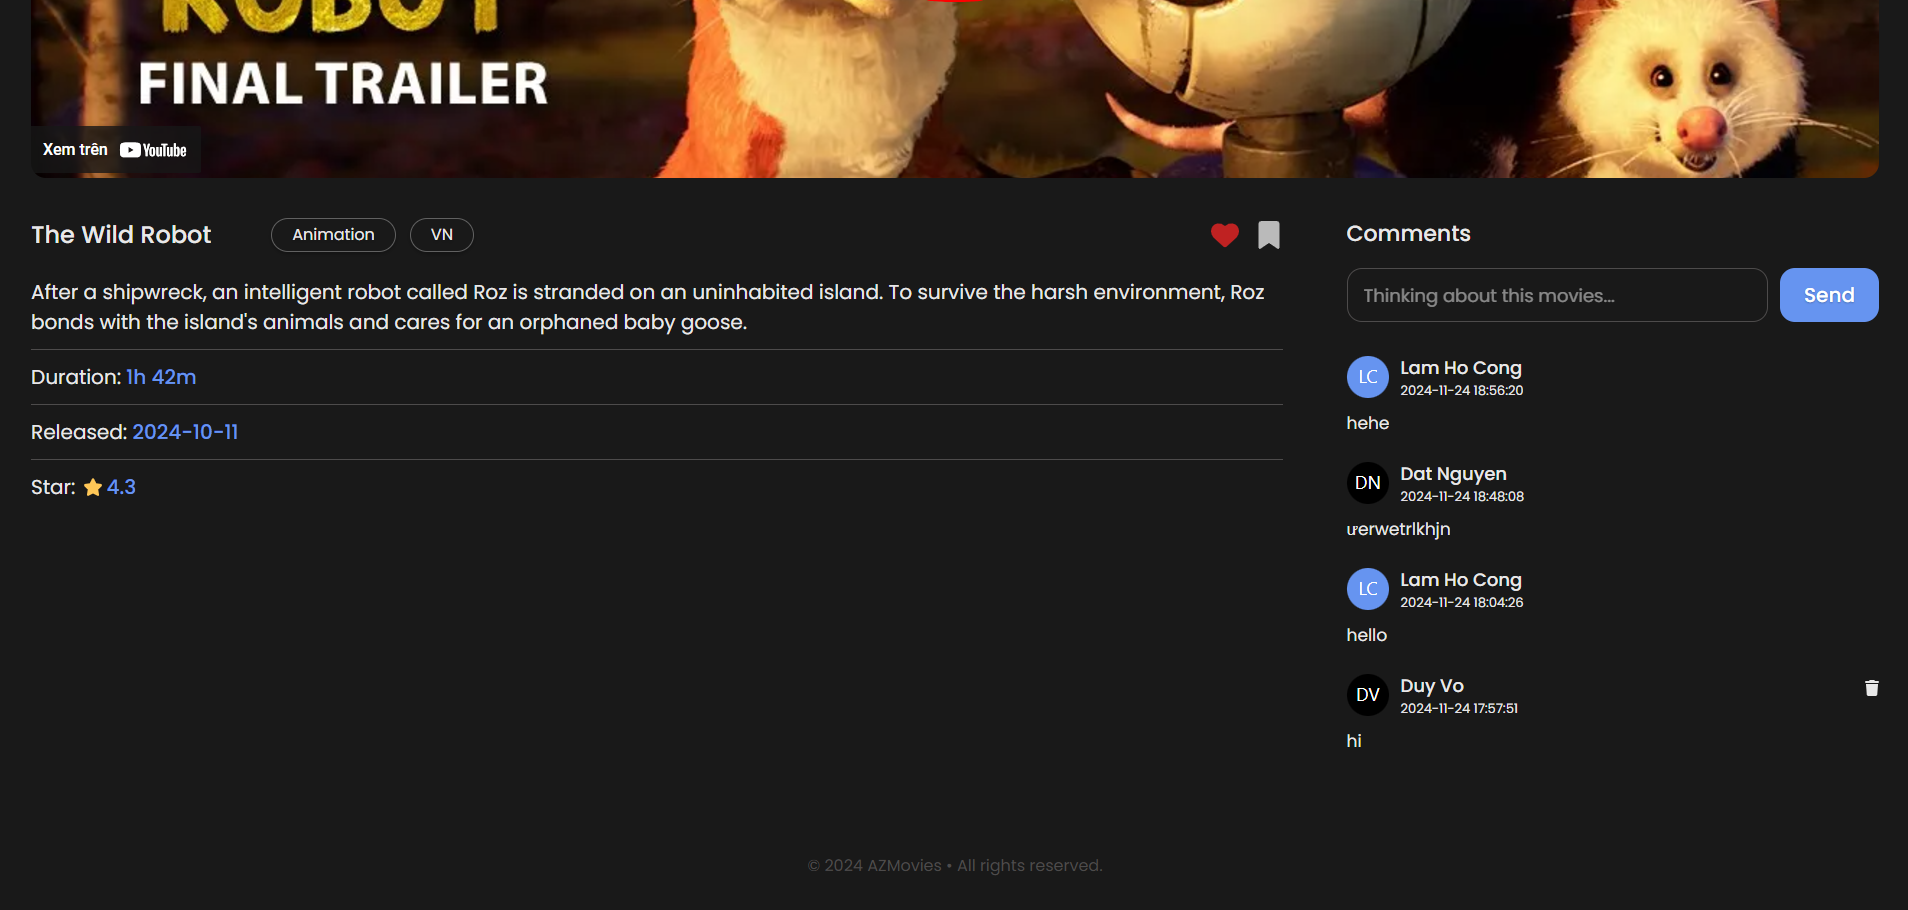 ROBOT
FINAL TRAILER
Xem trên YouTube
The Wild Robot
Animation
VN
After a shipwreck, an intelligent robot called Roz is stranded on an uninhabited island. To survive the harsh environment, Roz
bonds with the island's animals and cares for an orphaned baby goose.
Duration: 1h 42m
Released: 2024-10-11
Star: 4.3
Comments
Thinking about this movies...
Send
LC
Lam Ho Cong
2024-11-24 18:56:20
hehe
DN
Dat Nguyen
2024-11-24 18:48:08
ưerwetrlkhjn
LC
Lam Ho Cong
2024-11-24 18:04:26
hello
DV
Duy Vo
2024-11-24 17:57:51
hi
© 2024 AZMovies • All rights reserved.